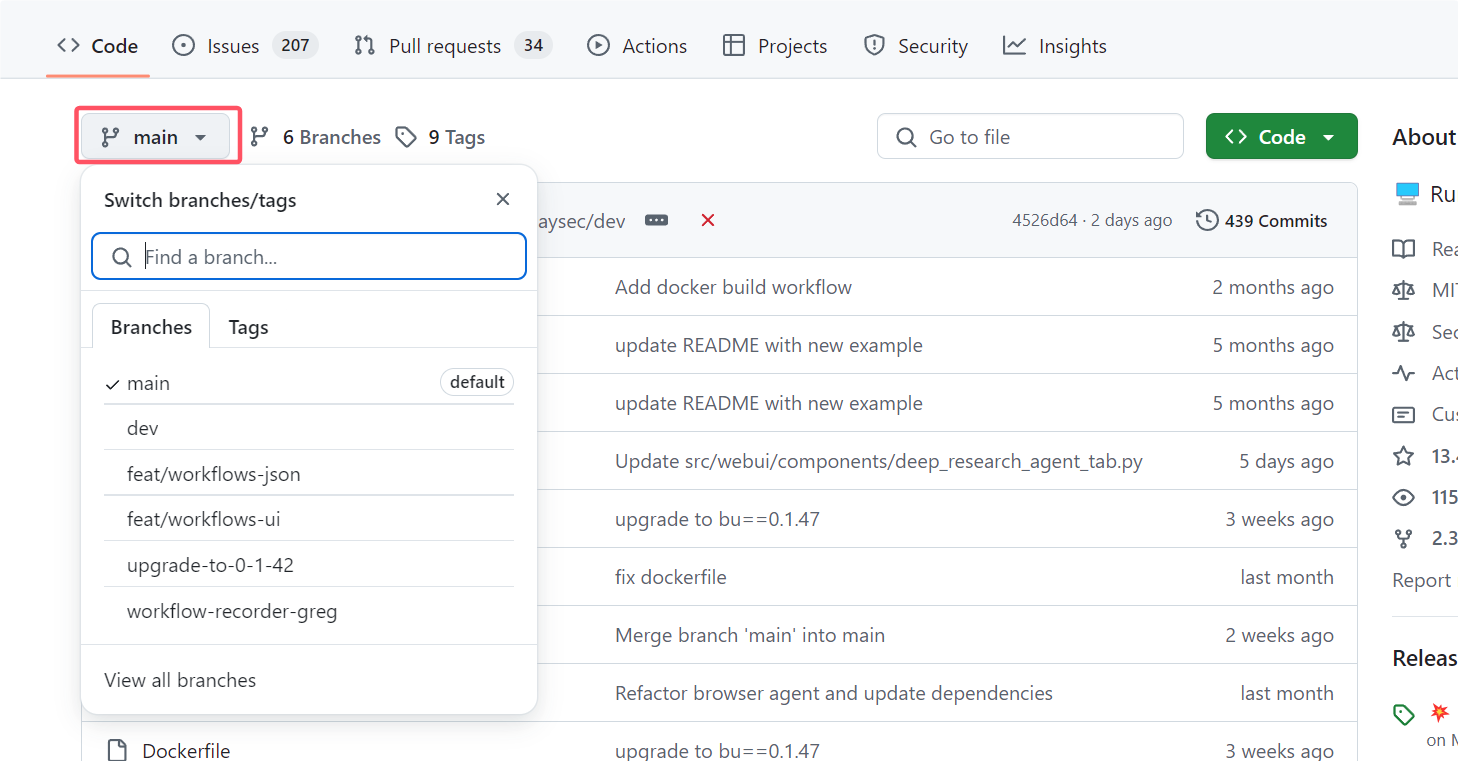 Code Issues 207 Pull requests 34 Actions Projects Security Insights
main 6 Branches 9 Tags Go to file Code About
Switch branches/tags
Find a branch...
Branches Tags
main default
dev
feat/workflows-json
feat/workflows-ui
upgrade-to-0-1-42
workflow-recorder-greg
View all branches
aysec/dev 4526d64 · 2 days ago 439 Commits
Add docker build workflow 2 months ago
update README with new example 5 months ago
update README with new example 5 months ago
Update src/webui/components/deep_research_agent_tab.py 5 days ago
upgrade to bu==0.1.47 3 weeks ago
fix dockerfile last month
Merge branch 'main' into main 2 weeks ago
Refactor browser agent and update dependencies last month
Dockerfile upgrade to bu==0.1.47 3 weeks ago
Ru
Rea
MIT
Sec
Act
Cus
13.4
115
2.3
Report
Releas
on